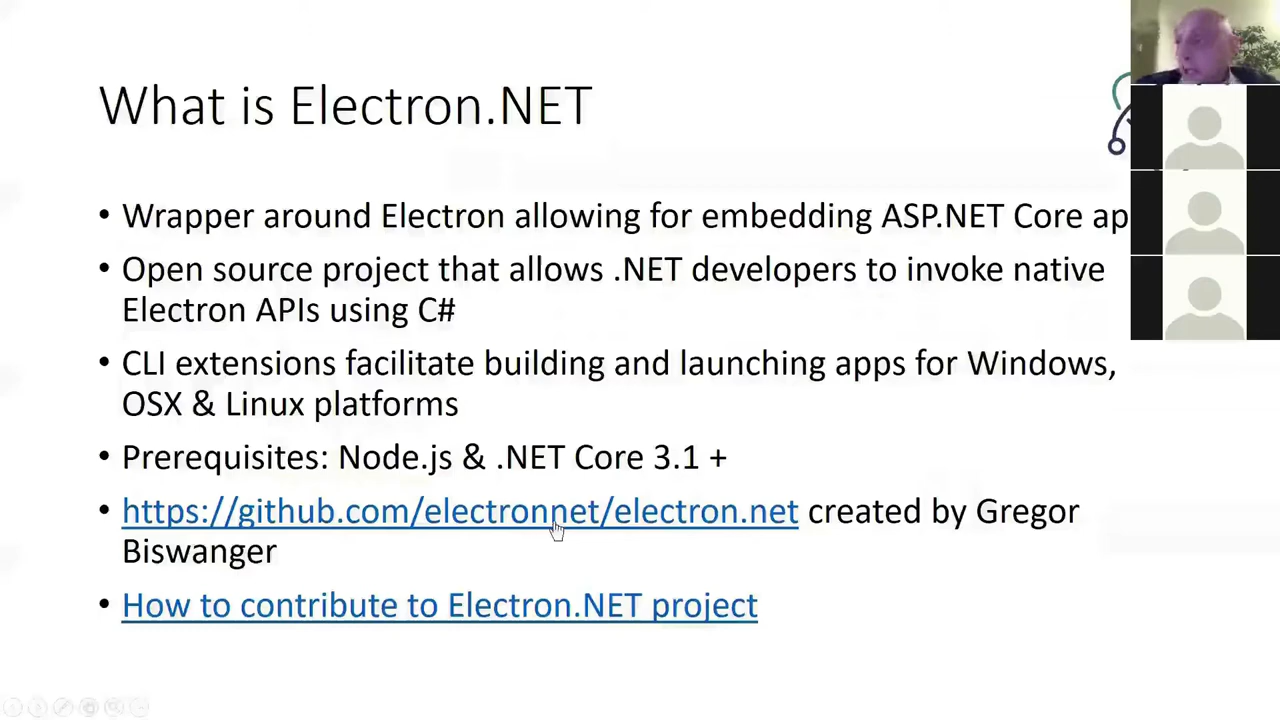 What is Electron.NET
• Wrapper around Electron allowing for embedding ASP.NET Core ap
• Open source project that allows .NET developers to invoke native
Electron APIs using C#
• CLI extensions facilitate building and launching apps for Windows,
OSX & Linux platforms
• Prerequisites: Node.js & .NET Core 3.1 +
• https://github.com/electronnet/electron.net created by Gregor
Biswanger
• How to contribute to Electron.NET project